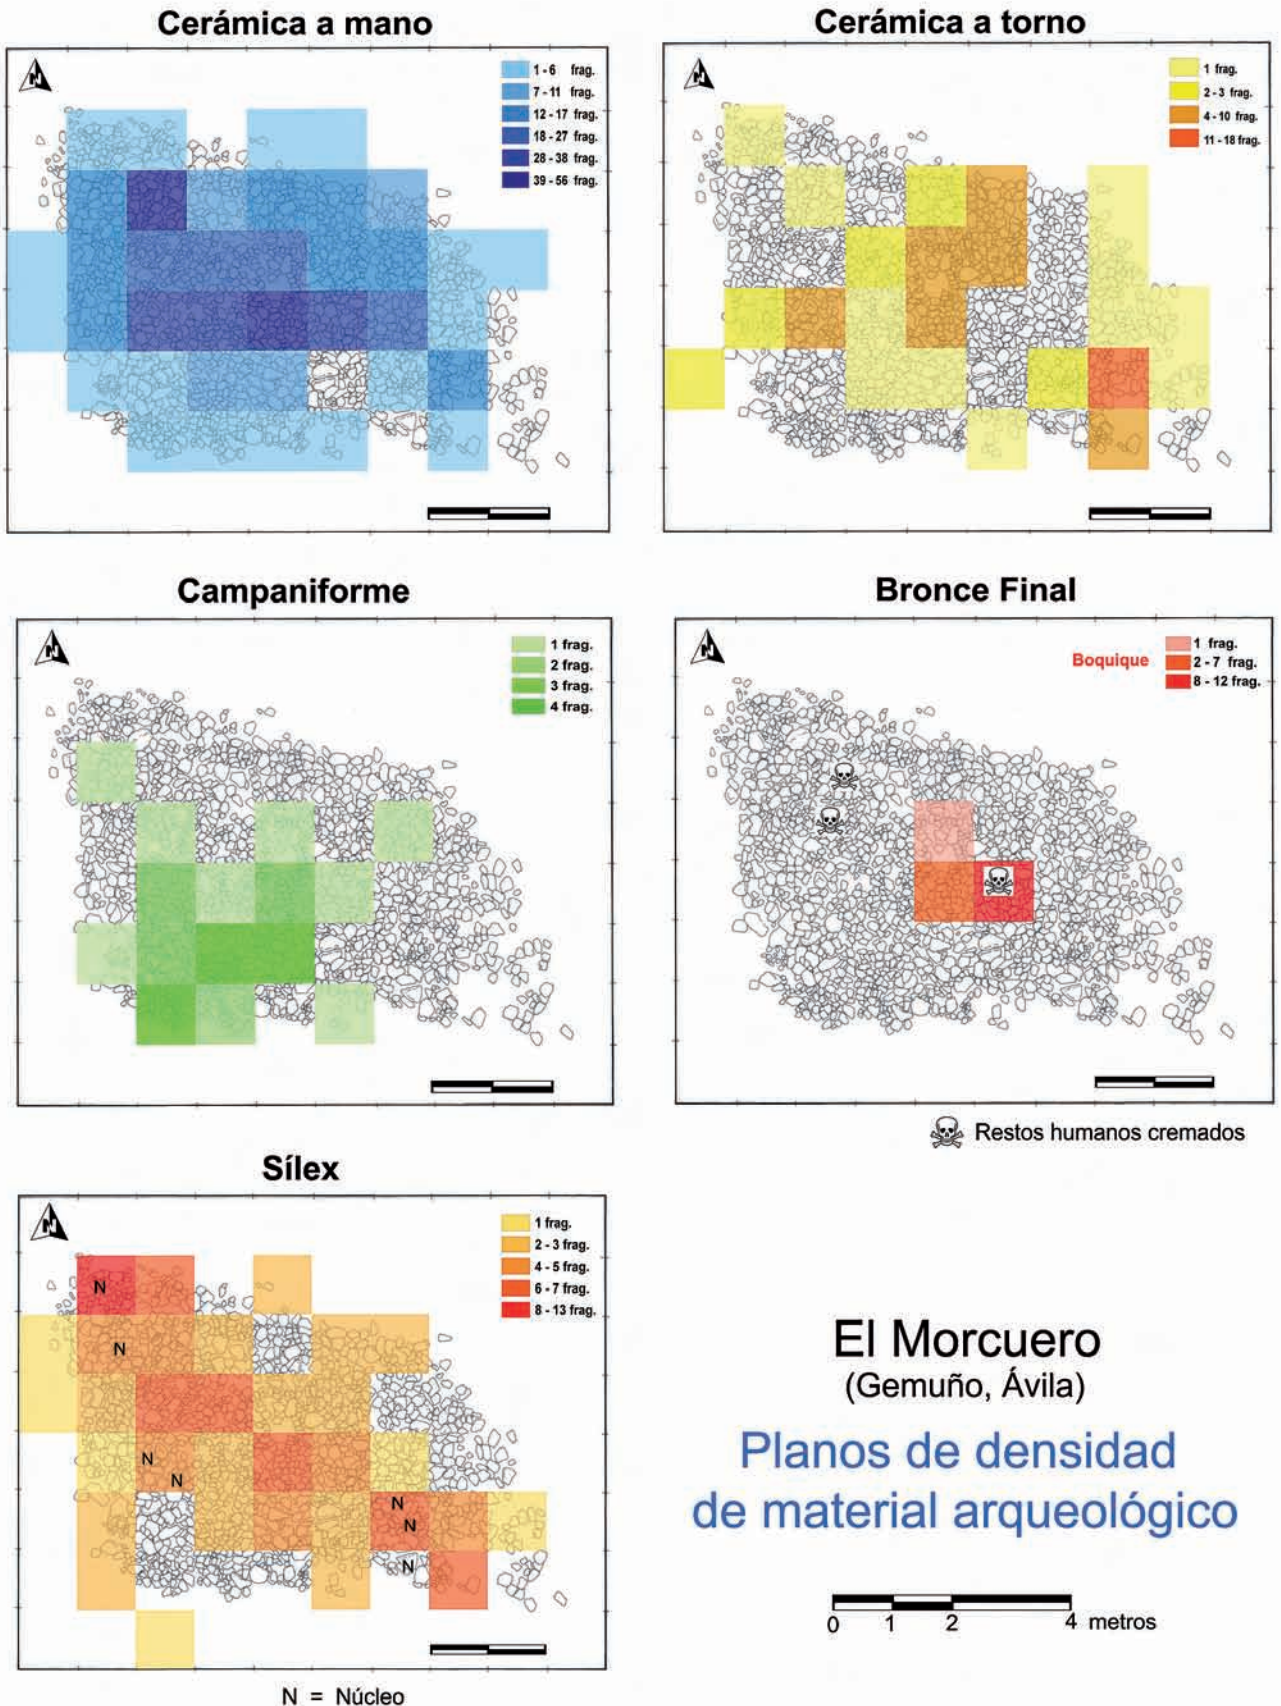 Cerámica a mano
N
1 - 6 frag.
7 - 11 frag.
12 - 17 frag.
18 - 27 frag.
28 - 38 frag.
39 - 56 frag.
Cerámica a torno
N
1 frag.
2 - 3 frag.
4 - 10 frag.
11 - 18 frag.
Campaniforme
N
1 frag.
2 frag.
3 frag.
4 frag.
Bronce Final
N
Boquique
1 frag.
2 - 7 frag.
8 - 12 frag.
Restos humanos cremados
Sílex
N
1 frag.
2 - 3 frag.
4 - 5 frag.
6 - 7 frag.
8 - 13 frag.
N
N
N
N
N
N
N
N = Núcleo
El Morcuero
(Gemuño, Ávila)
Planos de densidad
de material arqueológico
0 1 2 4 metros